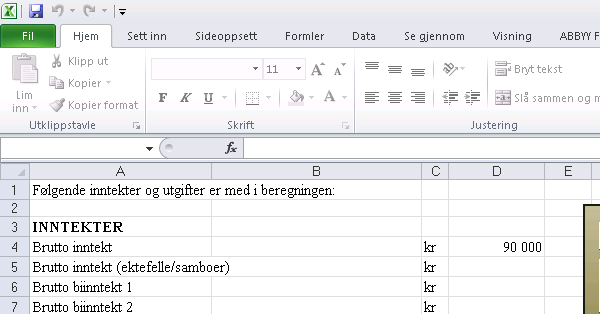 Fil Hjem Sett inn Sideoppsett Formler Data Se gjennom Visning ABBYY F
Lim inn
Klipp ut
Kopier
Kopier format
11 A A
F K U A
Bryt tekst
Slå sammen og m
Utklippstavle Skrift Justering
fx
A B C D E
1 Følgende inntekter og utgifter er med i beregningen:
2
3 INNTEKTER
4 Brutto inntekt kr 90 000
5 Brutto inntekt (ektefelle/samboer) kr
6 Brutto biinntekt 1 kr
7 Brutto biinntekt 2 kr